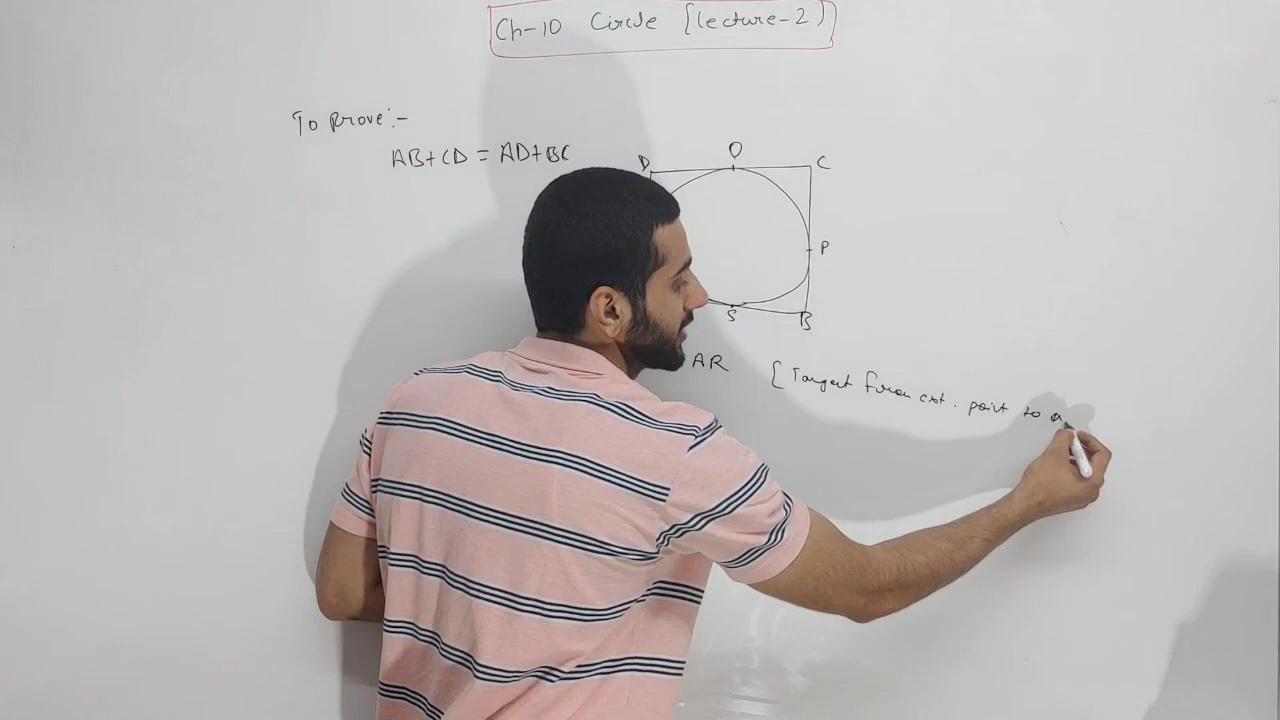 Ch-10 Circle [lecture-2)
To prove:-
AB+CD = AD+BC
D O C
P
S B
AR [Tangent from ext. point to a